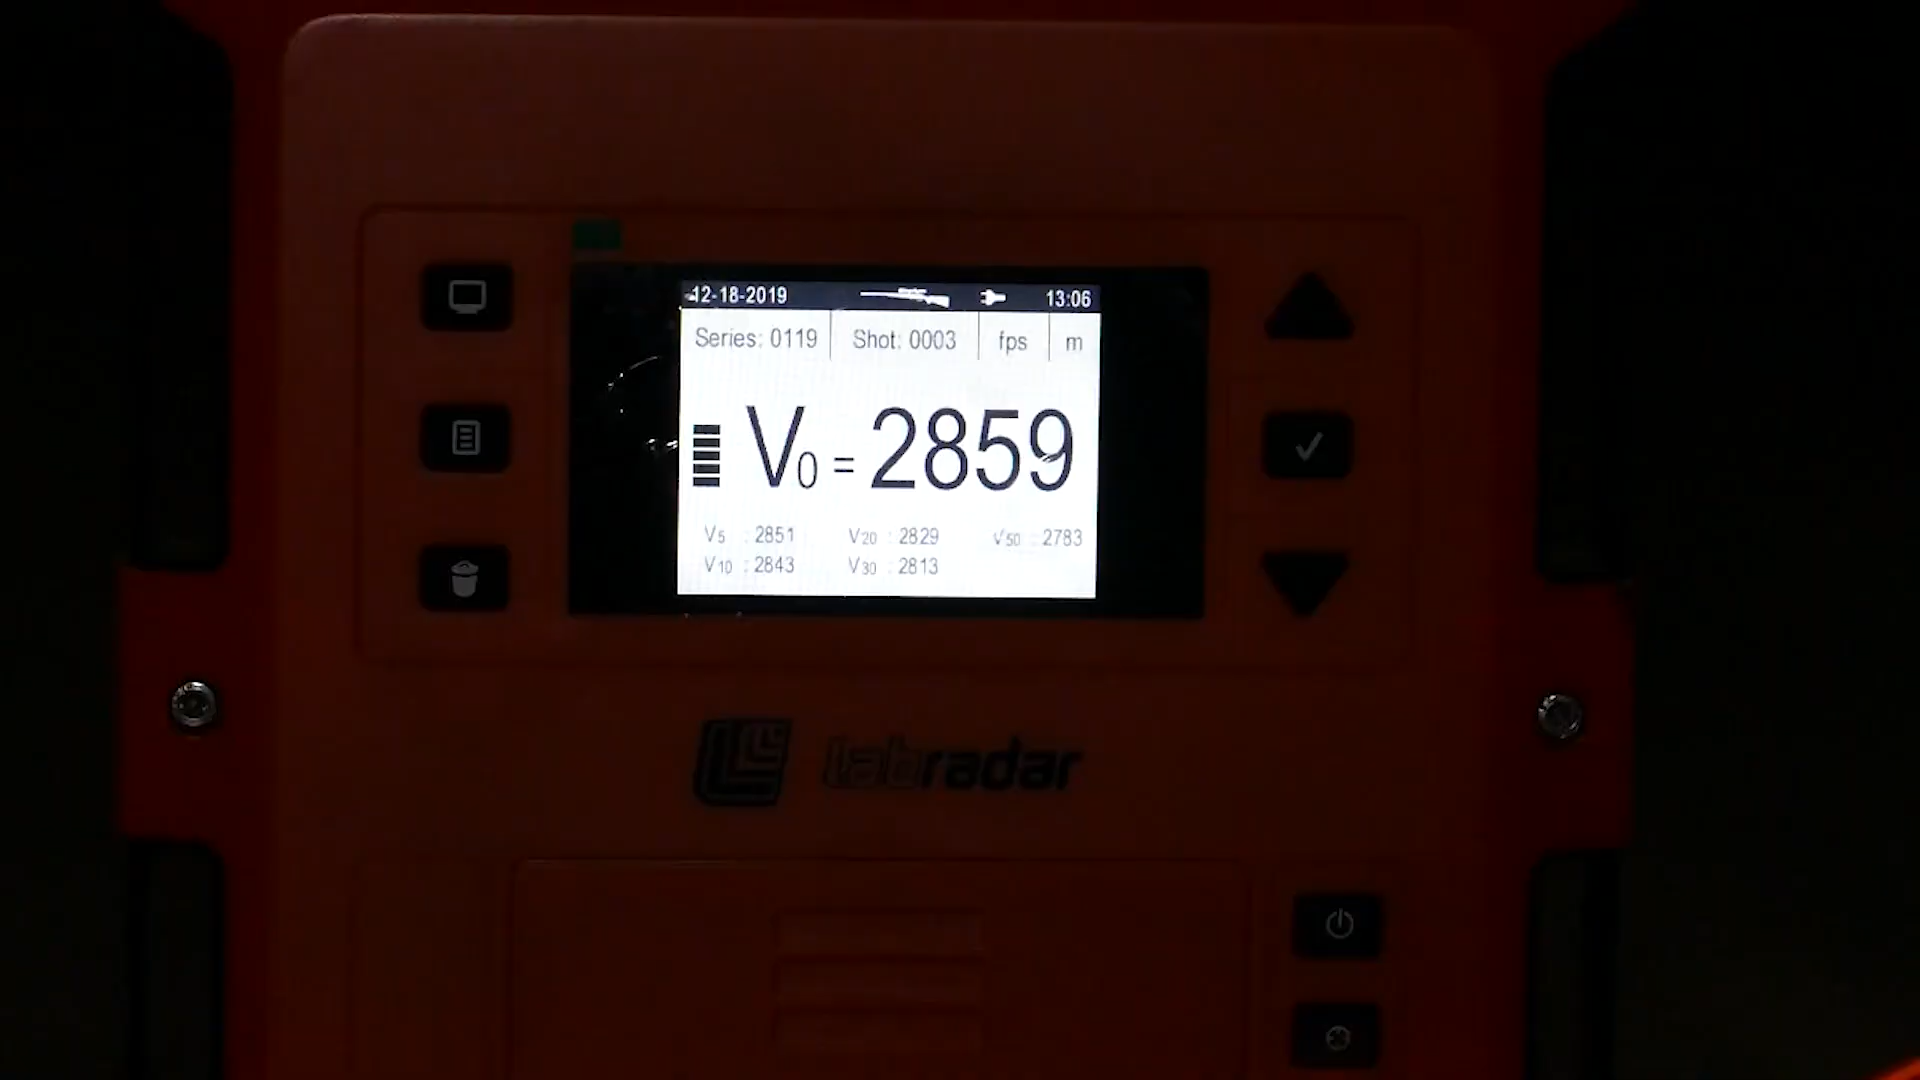 12-18-2019 13:06
Series: 0119 Shot: 0003 fps m
V0 = 2859
V5 : 2851 V20 : 2829 V50 : 2783
V10 : 2843 V30 : 2813
labradar